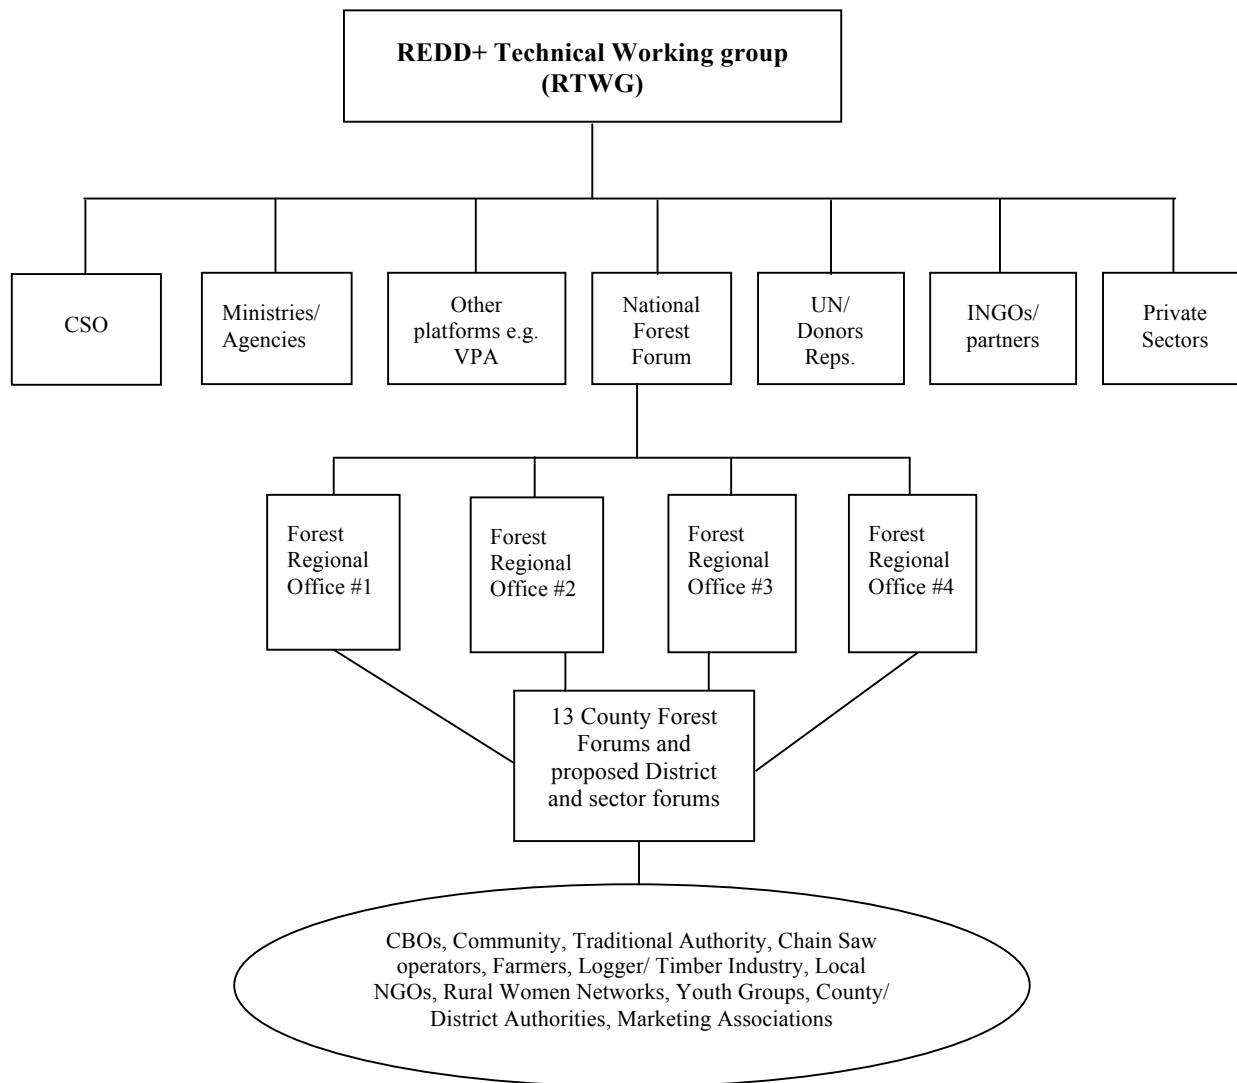 REDD+ Technical Working group
(RTWG)
CSO
Ministries/
Agencies
Other
platforms e.g.
VPA
National
Forest
Forum
UN/
Donors
Reps.
INGOs/
partners
Private
Sectors
Forest
Regional
Office #1
Forest
Regional
Office #2
Forest
Regional
Office #3
Forest
Regional
Office #4
13 County Forest
Forums and
proposed District
and sector forums
CBOs, Community, Traditional Authority, Chain Saw
operators, Farmers, Logger/ Timber Industry, Local
NGOs, Rural Women Networks, Youth Groups, County/
District Authorities, Marketing Associations